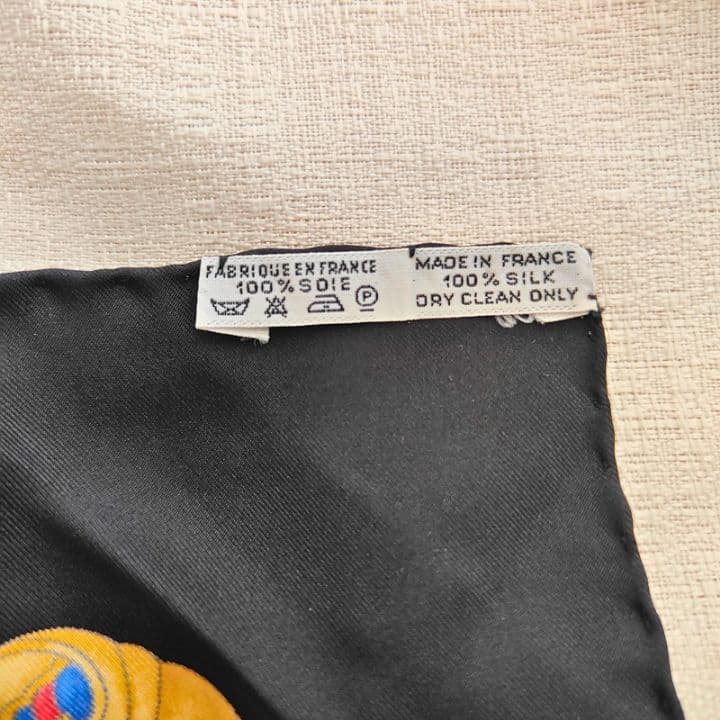 FABRIQUE EN FRANCE
100% SOIE
P
MADE IN FRANCE
100% SILK
DRY CLEAN ONLY